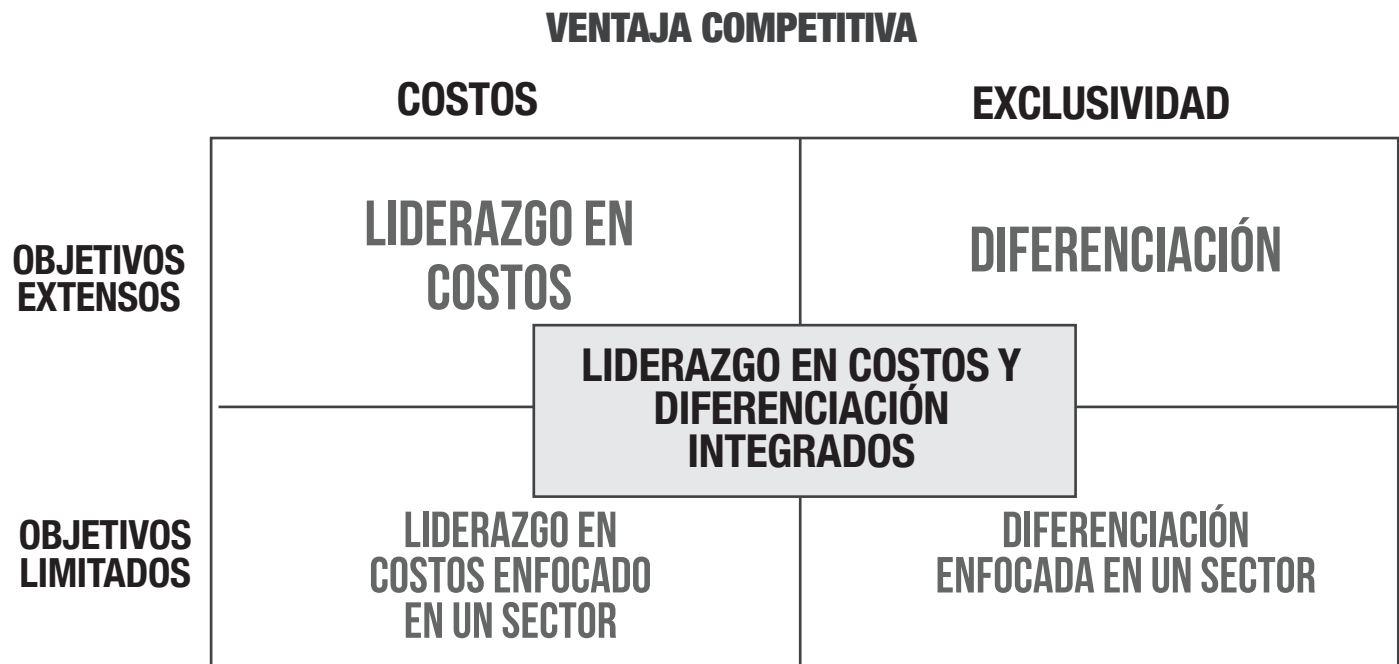 VENTAJA COMPETITIVA
COSTOS
EXCLUSIVIDAD
OBJETIVOS
EXTENSOS
LIDERAZGO EN
COSTOS
DIFERENCIACIÓN
LIDERAZGO EN COSTOS Y
DIFERENCIACIÓN
INTEGRADOS
OBJETIVOS
LIMITADOS
LIDERAZGO EN
COSTOS ENFOCADO
EN UN SECTOR
DIFERENCIACIÓN
ENFOCADA EN UN SECTOR